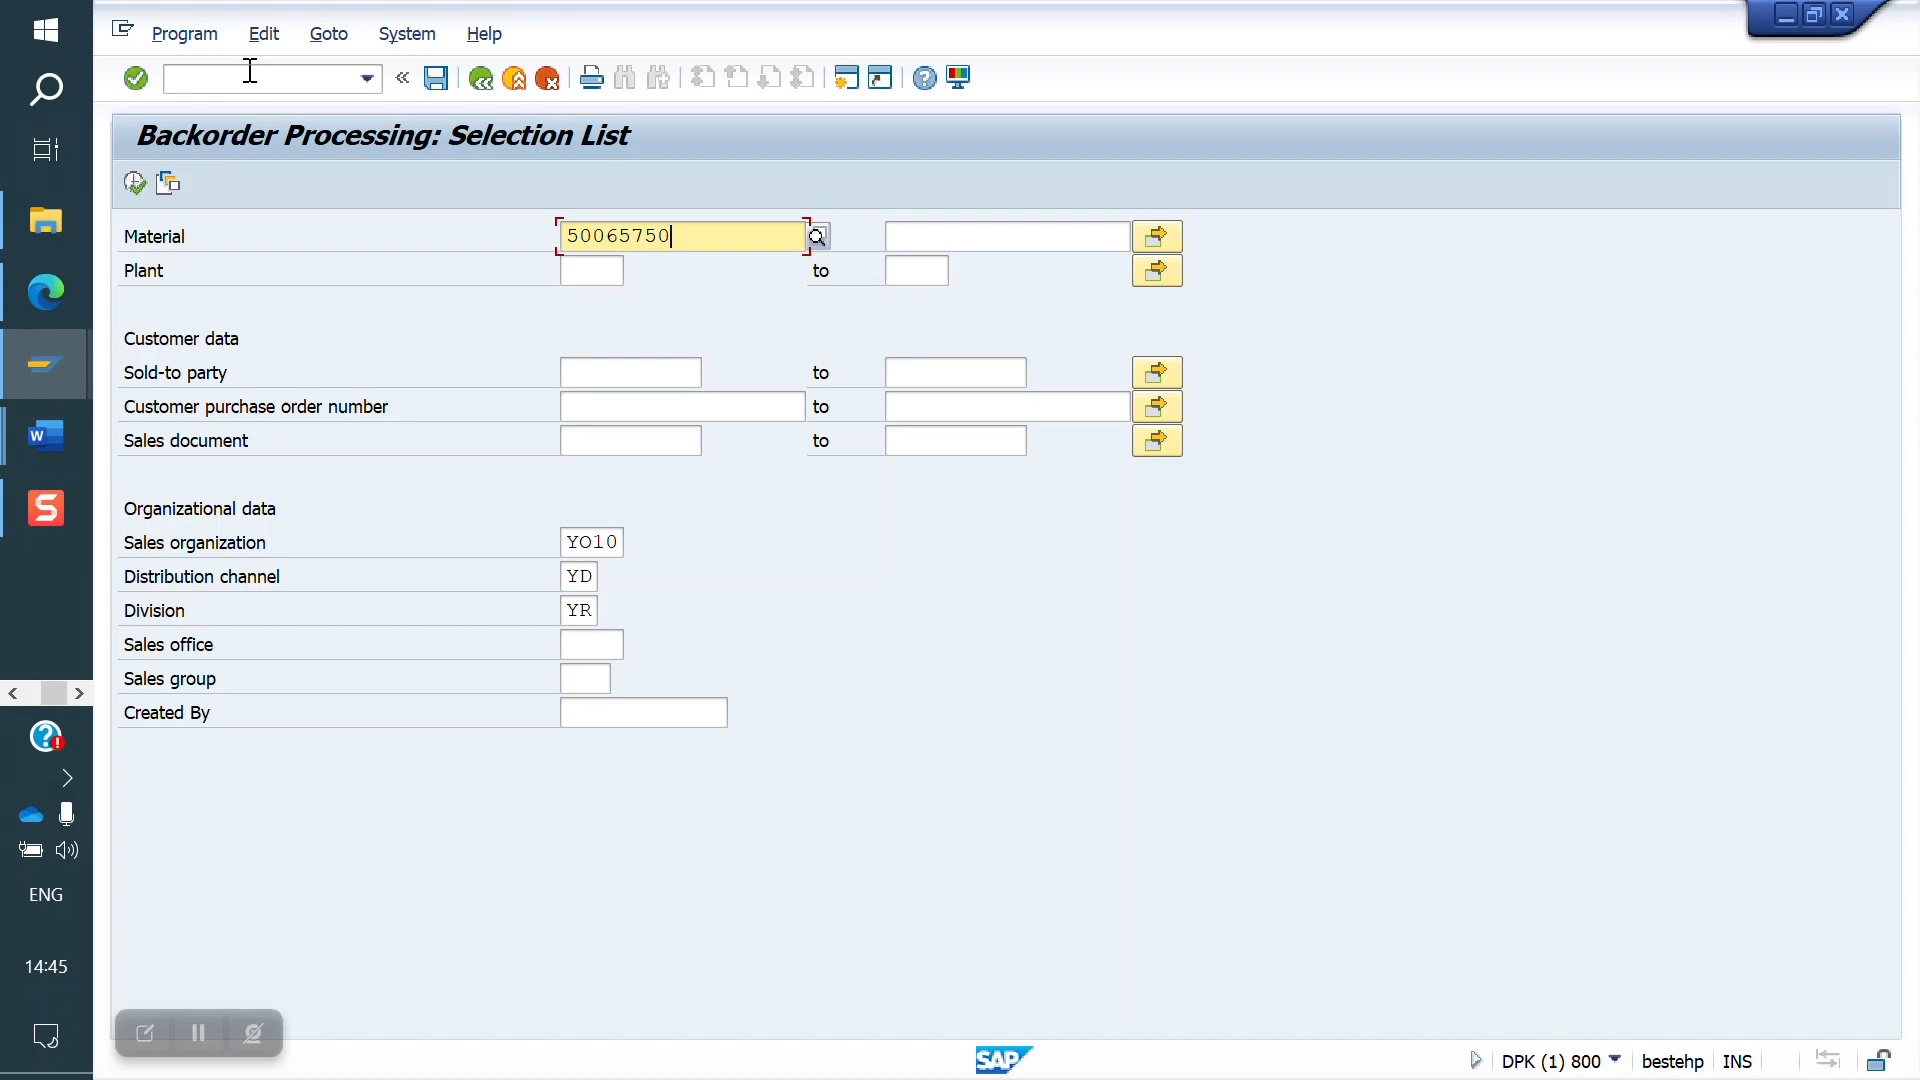 Program Edit Goto System Help
Backorder Processing: Selection List
Material 50065750
Plant to
Customer data
Sold-to party to
Customer purchase order number to
Sales document to
Organizational data
Sales organization YO10
Distribution channel YD
Division YR
Sales office
Sales group
Created By
ENG
14:45
SAP DPK (1) 800 bestehp INS